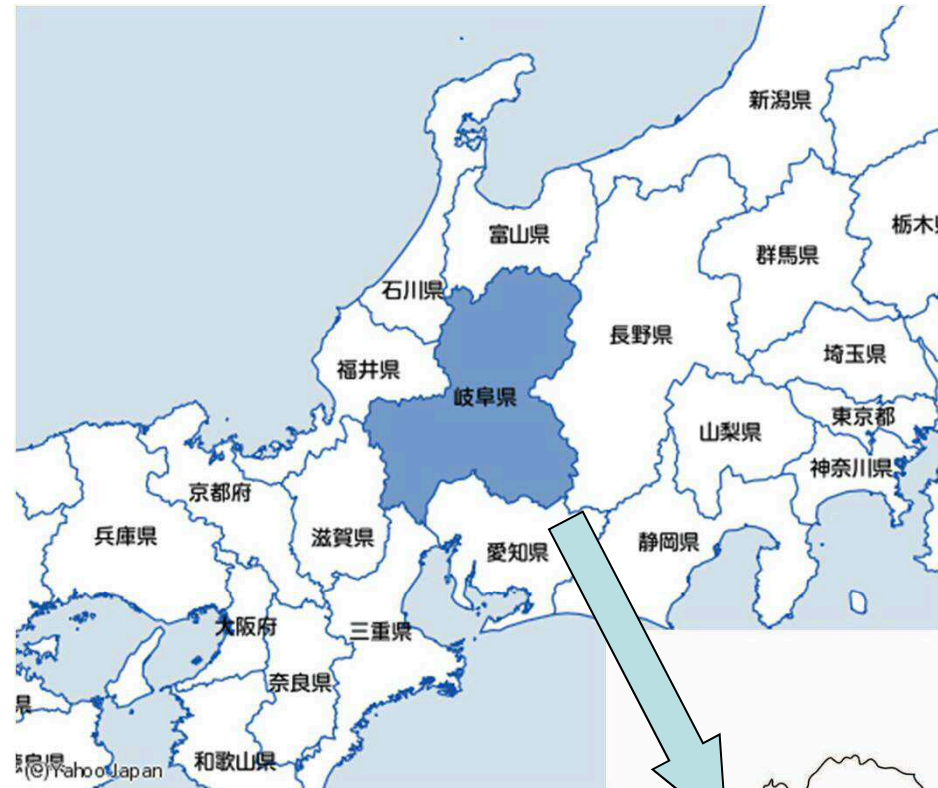 新潟県
富山県
栃木
群馬県
石川県
長野県
埼玉県
福井県
岐阜県
東京都
山梨県
神奈川県
京都府
兵庫県
滋賀県
愛知県
静岡県
大阪府
三重県
奈良県
県
和歌山県
島県
(C)Yahoo Japan